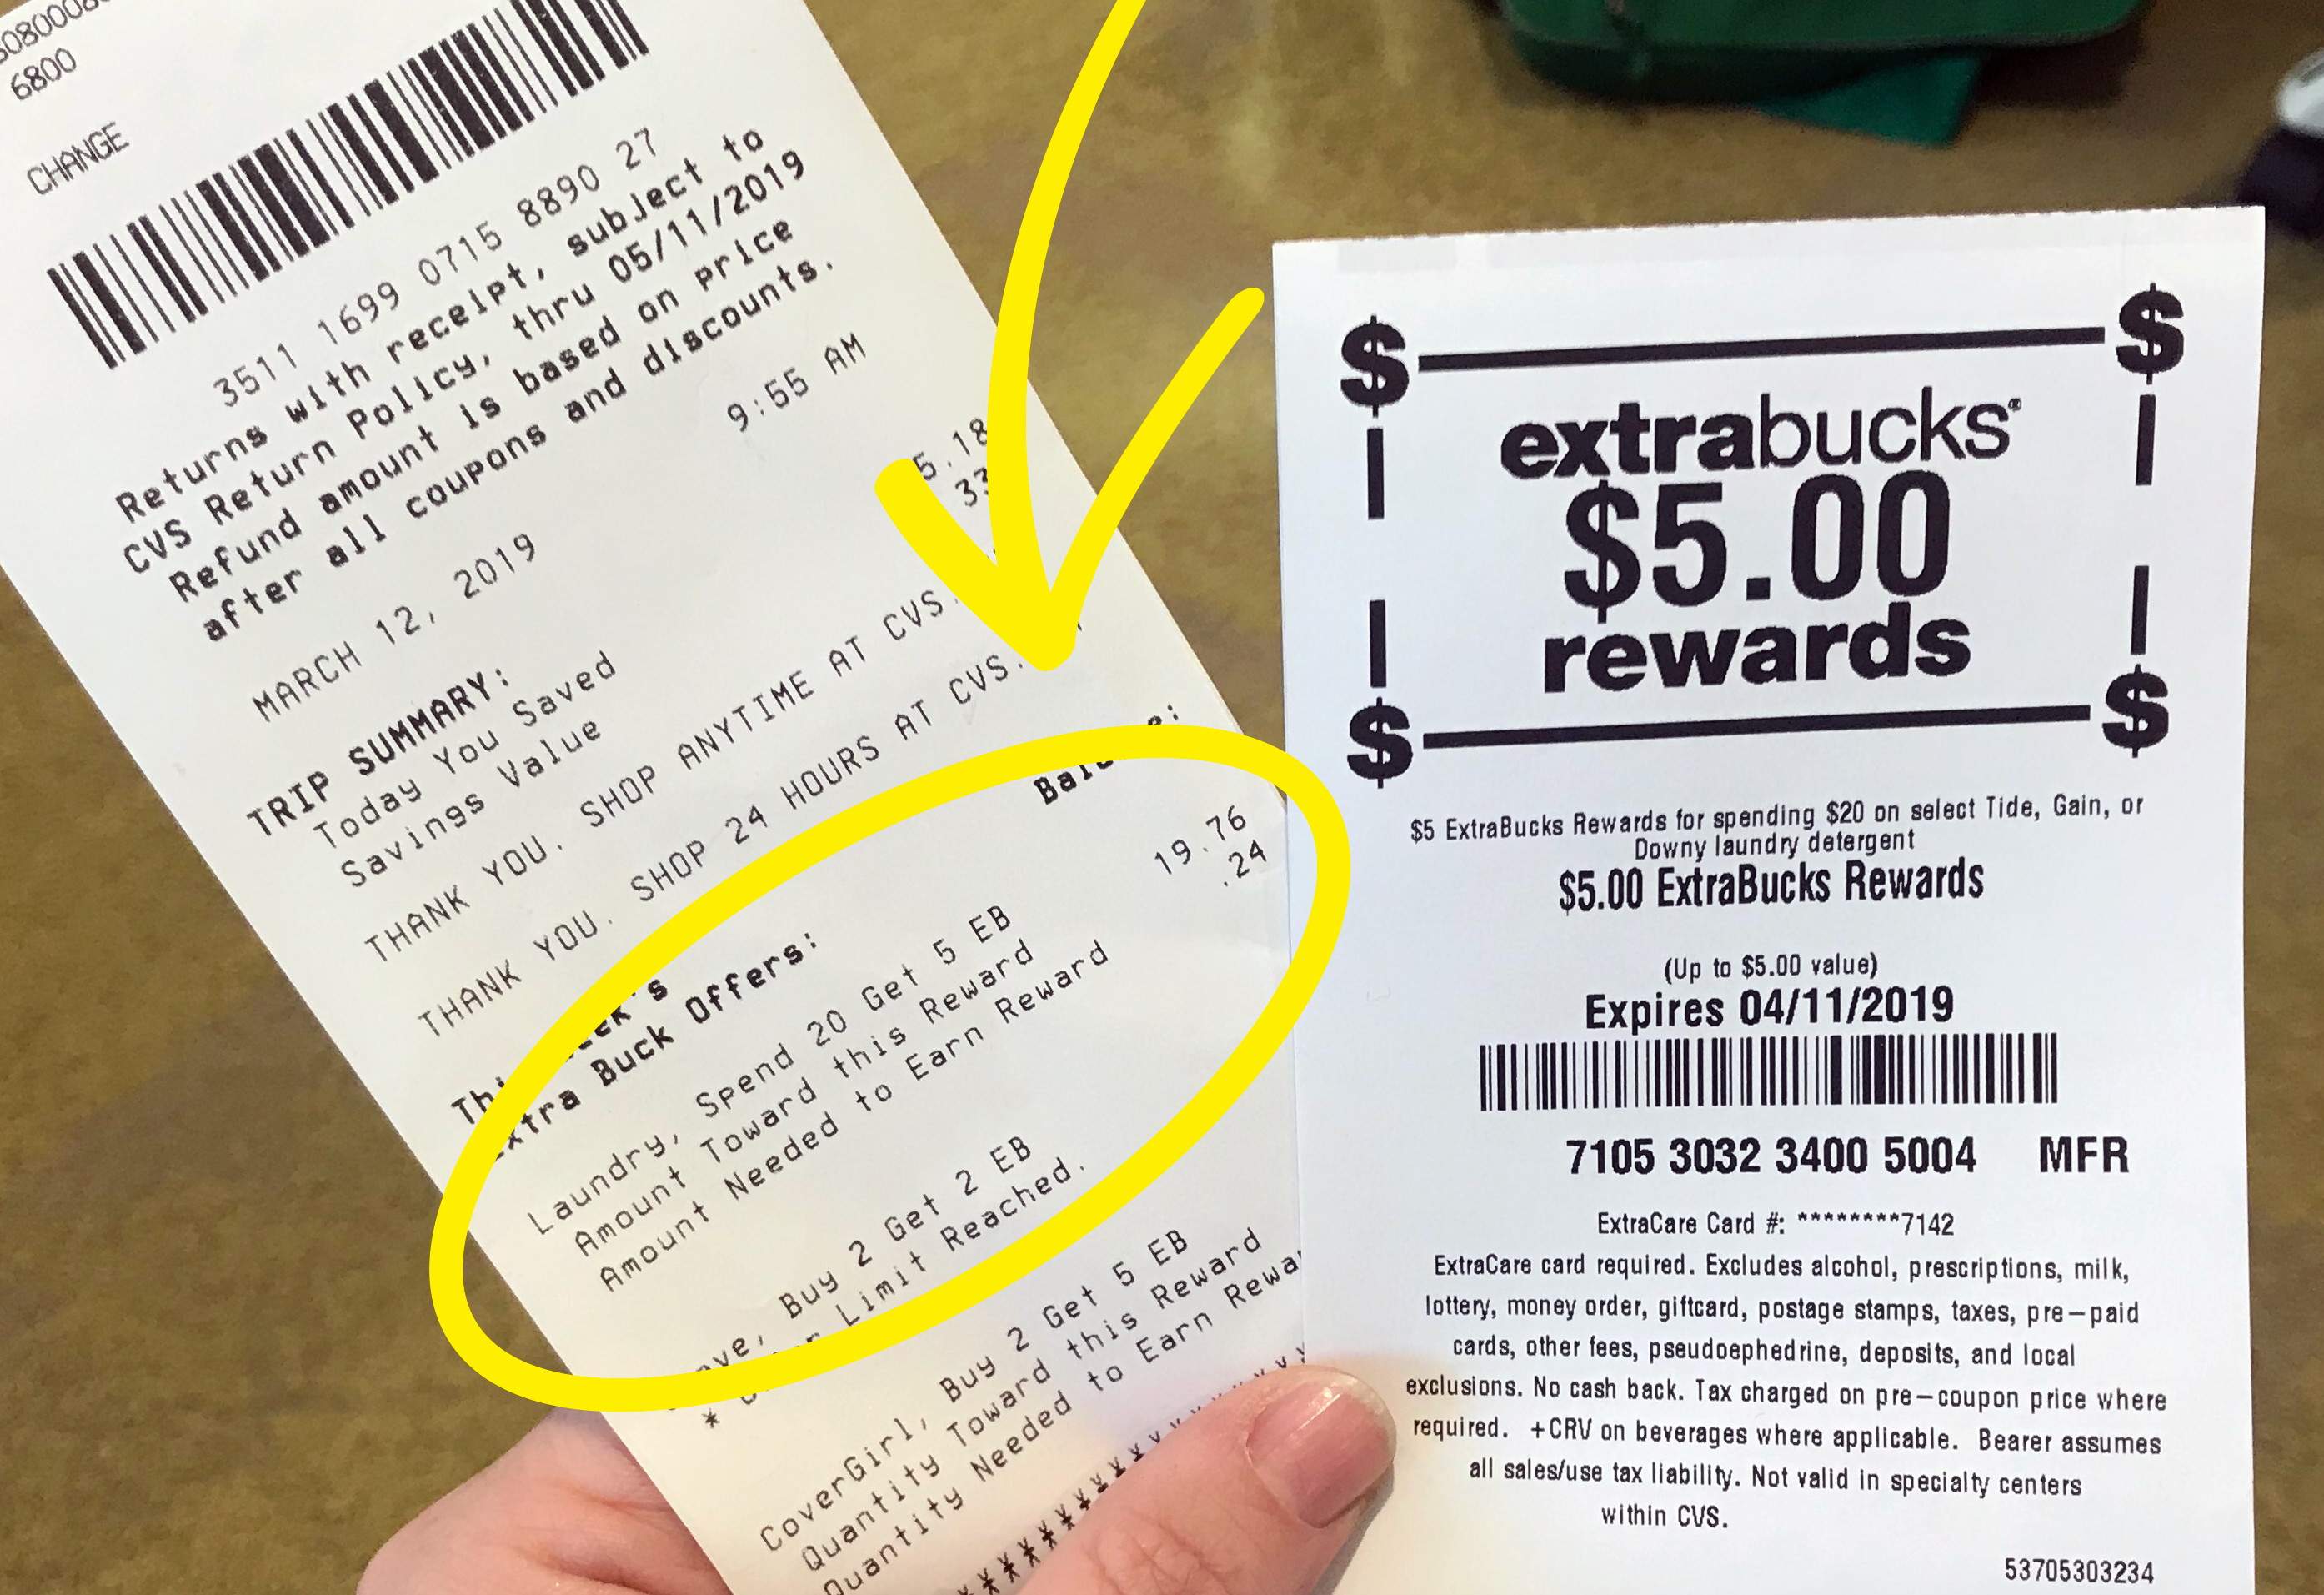 6800
CHANGE
3511 1699 0715 8890 27
Returns with receipt, subject to
CVS Return Policy, thru 05/11/2019
Refund amount is based on price
after all coupons and discounts.
MARCH 12, 2019 9:55 AM
TRIP SUMMARY:
Today You Saved 5.18
Savings Value
THANK YOU. SHOP ANYTIME AT CVS.
THANK YOU. SHOP 24 HOURS AT CVS.
Extra Buck Offers:
Laundry, Spend 20 Get 5 EB
Amount Toward this Reward 19.76
Amount Needed to Earn Reward .24
Buy 2 Get 2 EB
Limit Reached.
CoverGirl, Buy 2 Get 5 EB
Quantity Toward this Reward
Quantity Needed to Earn
$ $
extrabucks
$5.00
rewards
$ $
$5 ExtraBucks Rewards for spending $20 on select Tide, Gain, or
Downy laundry detergent
$5.00 ExtraBucks Rewards
(Up to $5.00 value)
Expires 04/11/2019
7105 3032 3400 5004 MFR
ExtraCare Card #: ********7142
ExtraCare card required. Excludes alcohol, prescriptions, milk,
lottery, money order, giftcard, postage stamps, taxes, pre-paid
cards, other fees, pseudoephedrine, deposits, and local
exclusions. No cash back. Tax charged on pre-coupon price where
required. +CRV on beverages where applicable. Bearer assumes
all sales/use tax liability. Not valid in specialty centers
within CVS.
53705303234